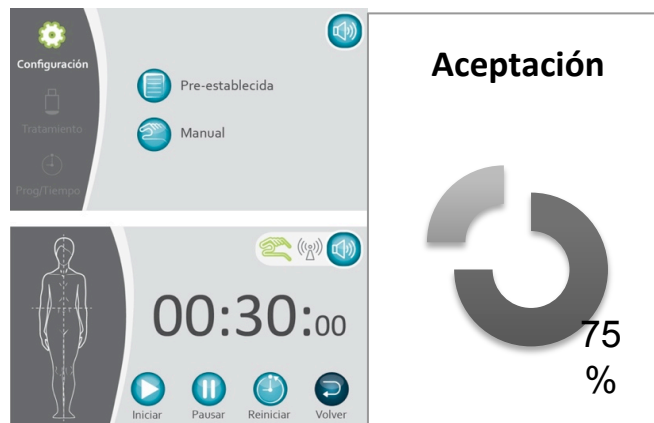 Configuración
Tratamiento
Prog/Tiempo
Pre-establecida
Manual
00:30:00
Iniciar Pausar Reiniciar Volver
Aceptación
75
%